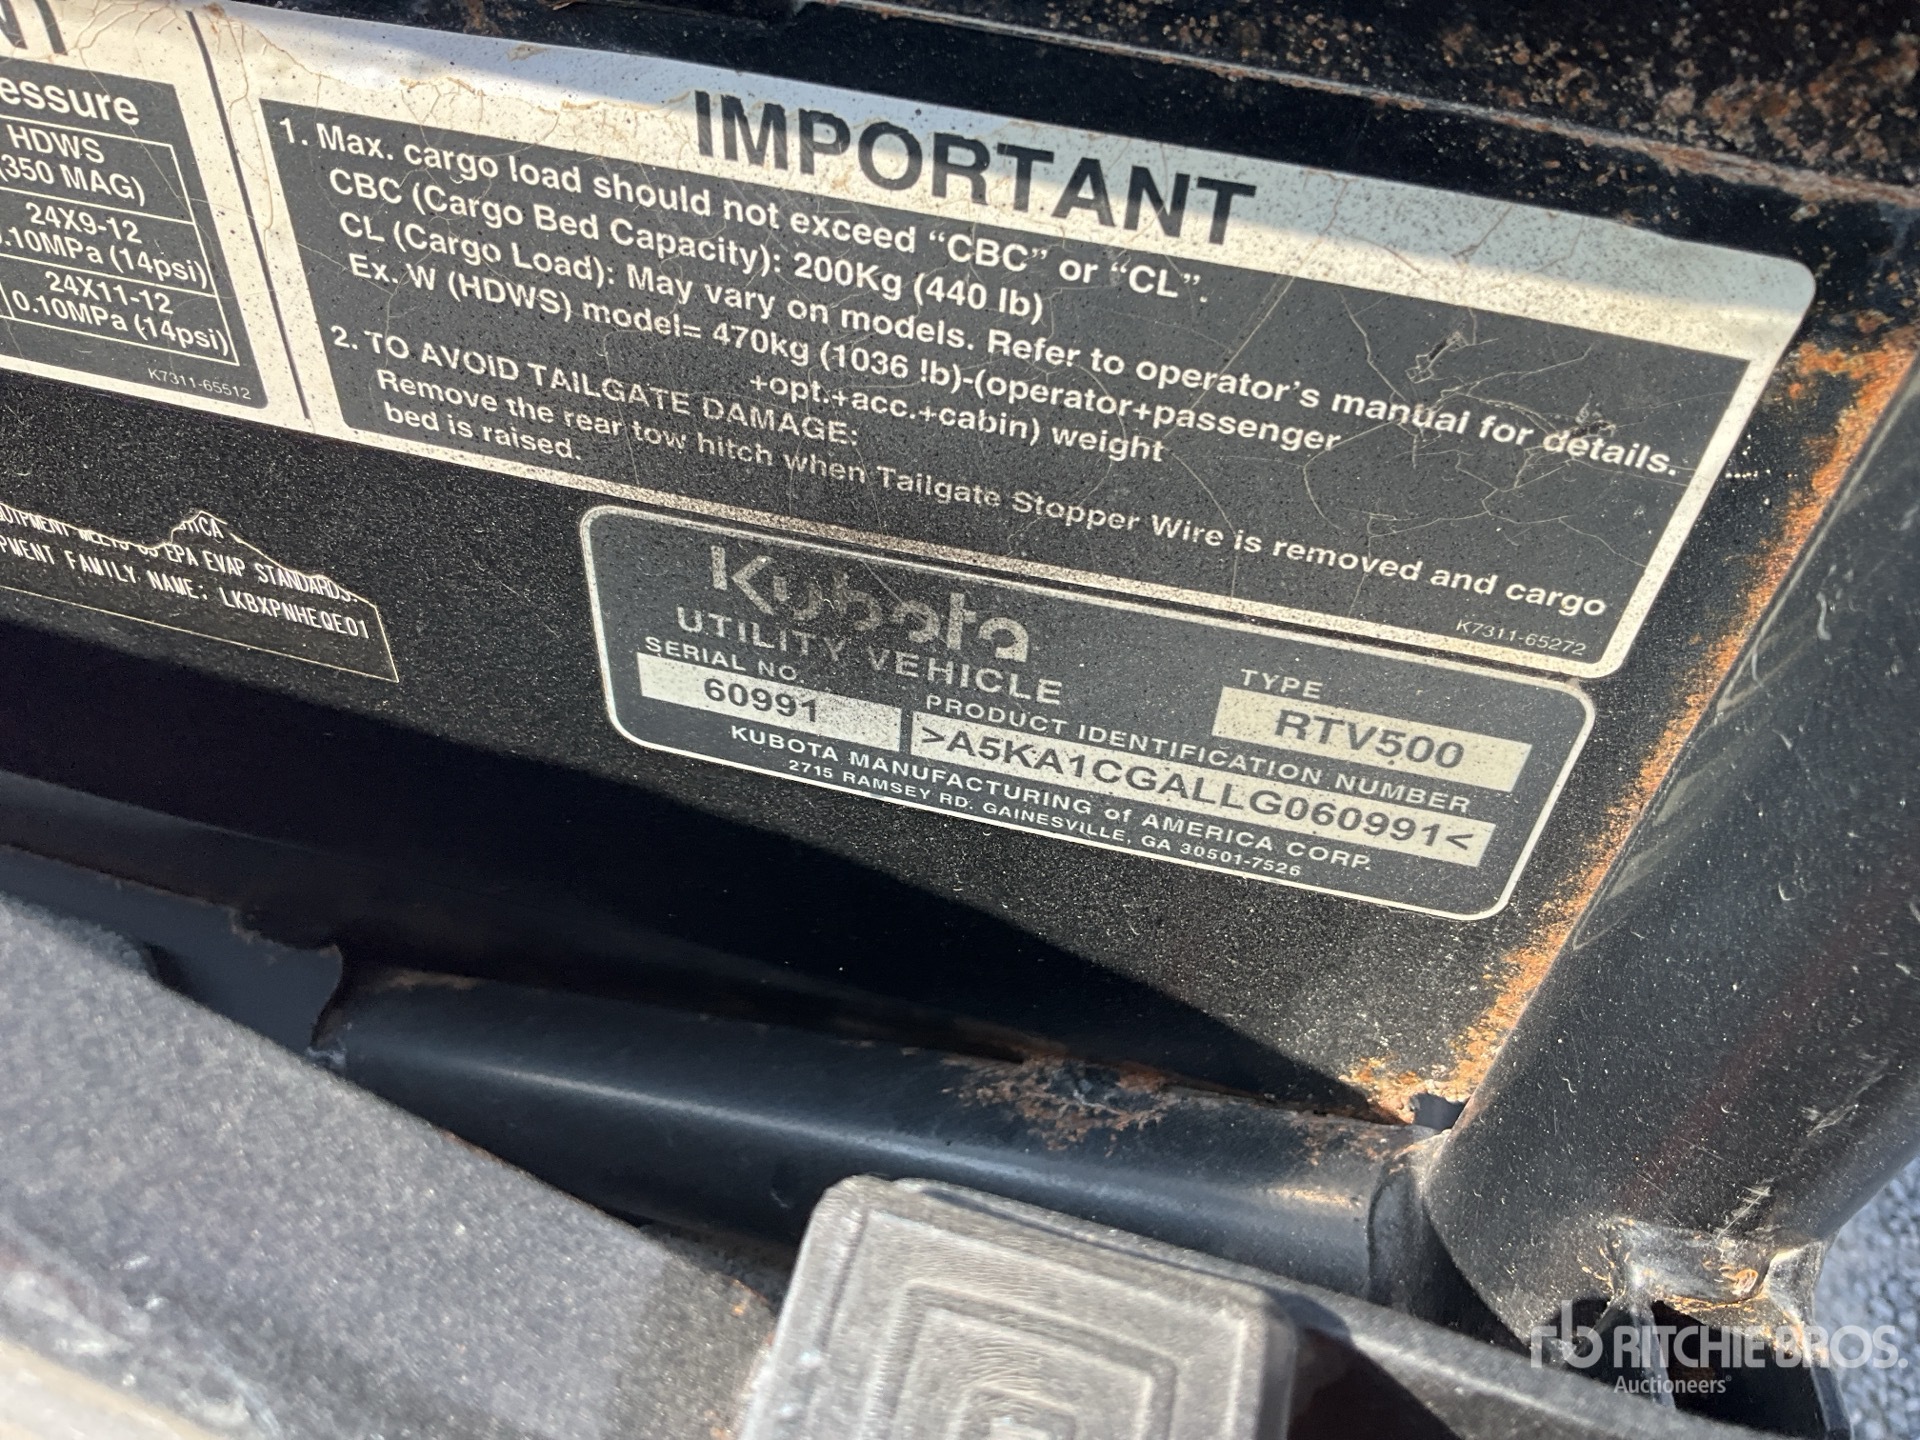 essure
HDWS
(350 MAG)
24X9-12
0.10MPa (14psi)
24X11-12
0.10MPa (14psi)
K7311-65512
IMPORTANT
1. Max. cargo load should not exceed “CBC” or “CL”.
CBC (Cargo Bed Capacity): 200Kg (440 lb)
CL (Cargo Load): May vary on models. Refer to operator’s manual for details.
Ex. W (HDWS) model= 470kg (1036 lb)-(operator+passenger
+opt.+acc.+cabin) weight
2. TO AVOID TAILGATE DAMAGE:
Remove the rear tow hitch when Tailgate Stopper Wire is removed and cargo
bed is raised.
K7311-65272
EPA EVAP STANDARDS.
FAMILY NAME: LKBXPNHEQE01
Kubota
UTILITY VEHICLE
SERIAL NO.
60991
TYPE
RTV500
PRODUCT IDENTIFICATION NUMBER
>A5KA1CGALLG060991<
KUBOTA MANUFACTURING of AMERICA CORP.
2715 RAMSEY RD. GAINESVILLE, GA 30501-7526
rb RITCHIE BROS.
Auctioneers